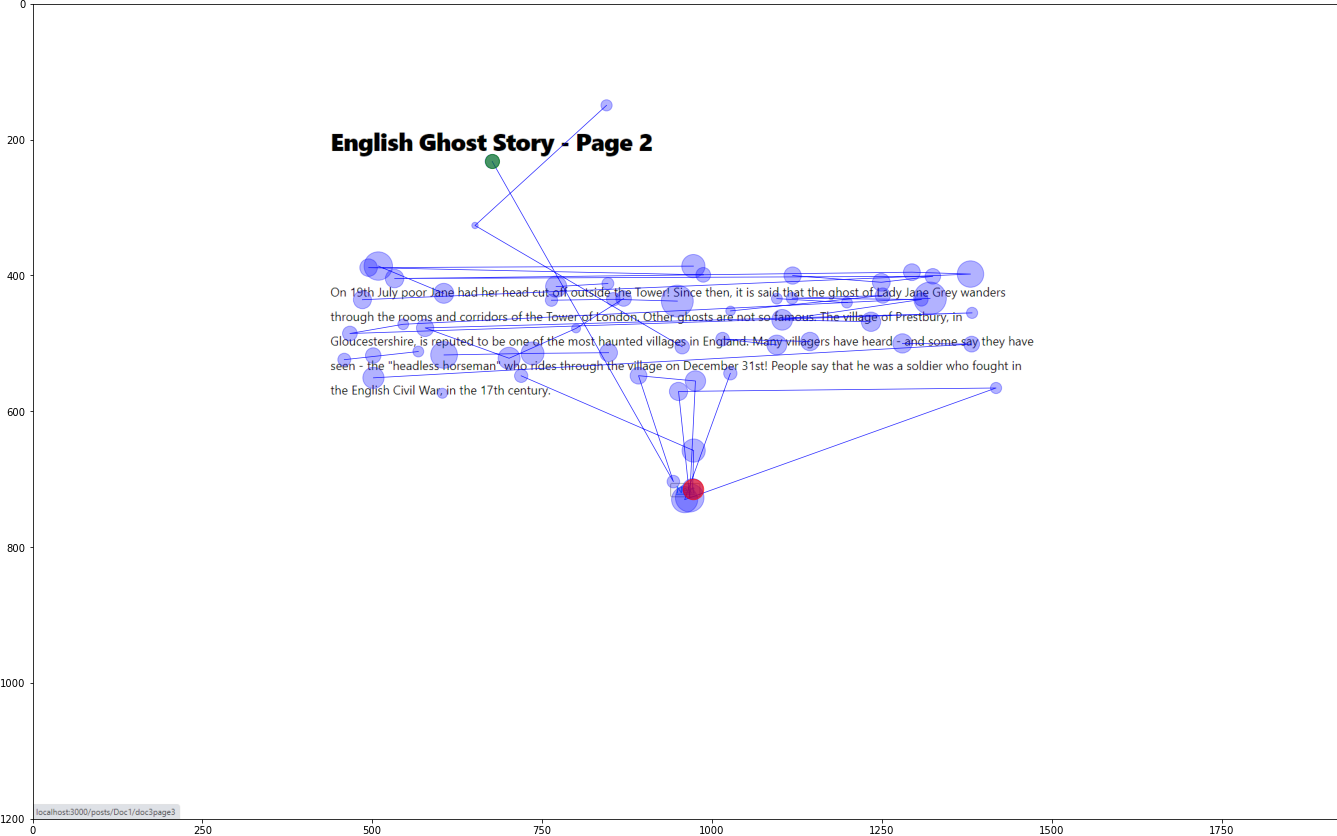 0
200
400
600
800
1000
1200
English Ghost Story - Page 2
On 19th July poor Jane had her head cut off outside the Tower! Since then, it is said that the ghost of Lady Jane Grey wanders
through the rooms and corridors of the Tower of London. Other ghosts are not so famous. The village of Prestbury, in
Gloucestershire, is reputed to be one of the most haunted villages in England. Many villagers have heard - and some say they have
seen - the "headless horseman" who rides through the village on December 31st! People say that he was a soldier who fought in
the English Civil War, in the 17th century.
localhost:3000/posts/Doc1/doc3page3
0 250 500 750 1000 1250 1500 1750